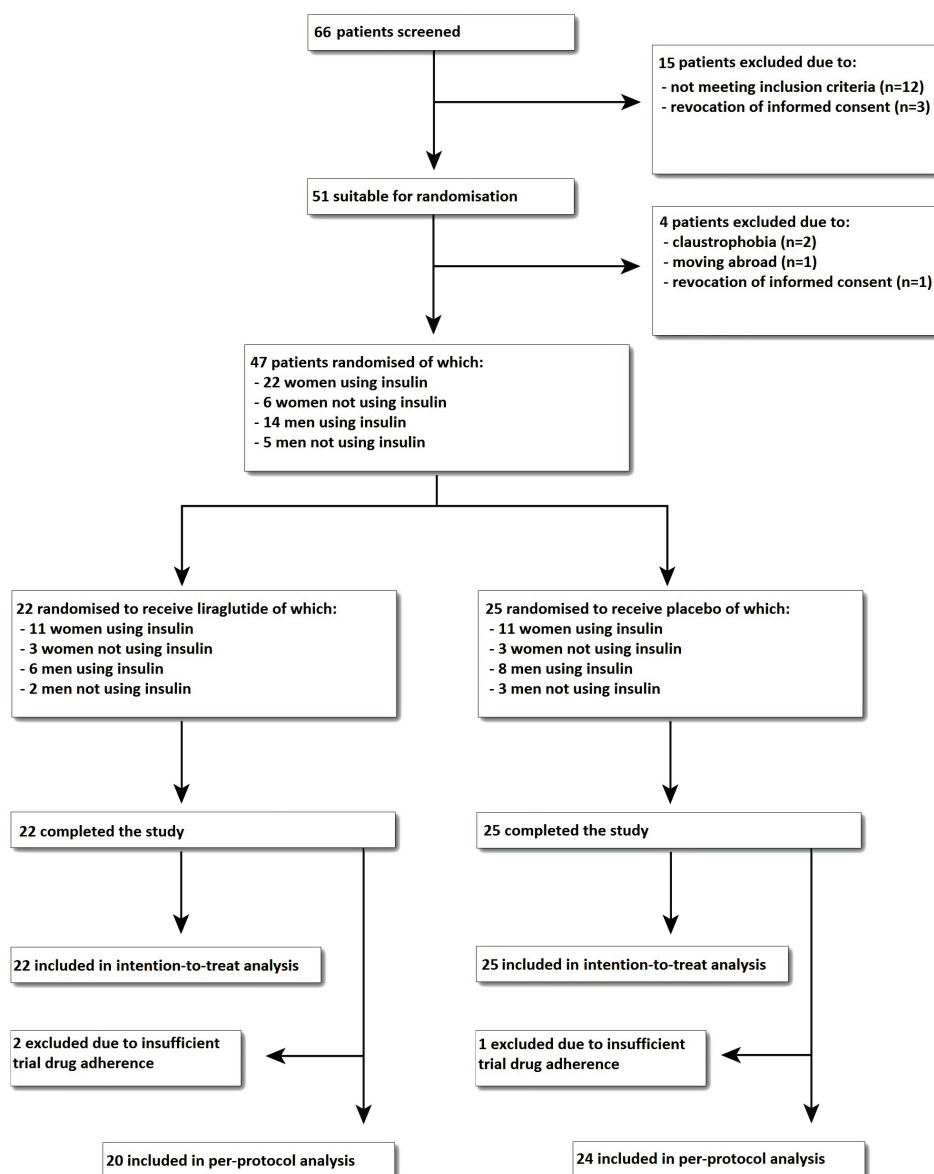 66 patients screened
15 patients excluded due to:
- not meeting inclusion criteria (n=12)
- revocation of informed consent (n=3)
51 suitable for randomisation
4 patients excluded due to:
- claustrophobia (n=2)
- moving abroad (n=1)
- revocation of informed consent (n=1)
47 patients randomised of which:
- 22 women using insulin
- 6 women not using insulin
- 14 men using insulin
- 5 men not using insulin
22 randomised to receive liraglutide of which:
- 11 women using insulin
- 3 women not using insulin
- 6 men using insulin
- 2 men not using insulin
25 randomised to receive placebo of which:
- 11 women using insulin
- 3 women not using insulin
- 8 men using insulin
- 3 men not using insulin
22 completed the study
25 completed the study
22 included in intention-to-treat analysis
25 included in intention-to-treat analysis
2 excluded due to insufficient
trial drug adherence
1 excluded due to insufficient
trial drug adherence
20 included in per-protocol analysis
24 included in per-protocol analysis